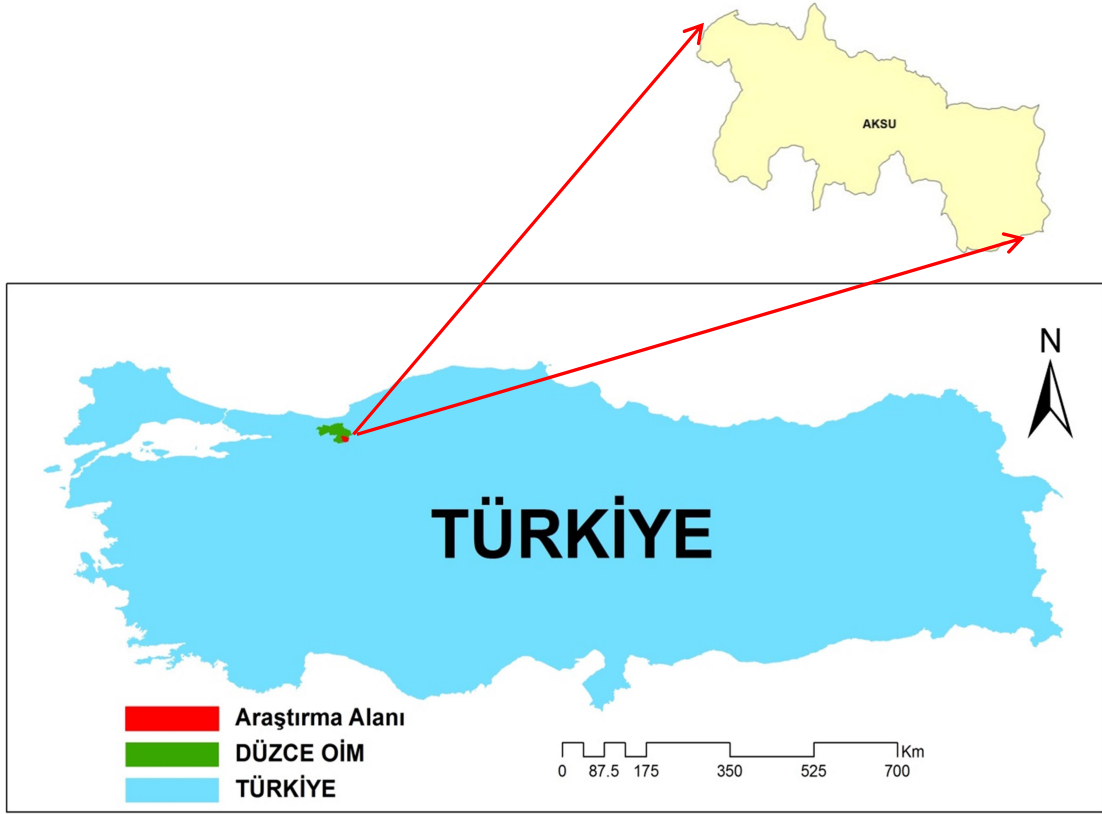 AKSU
N
TÜRKİYE
Araştırma Alanı
DÜZCE OİM
TÜRKİYE
Km
0 87.5 175 350 525 700